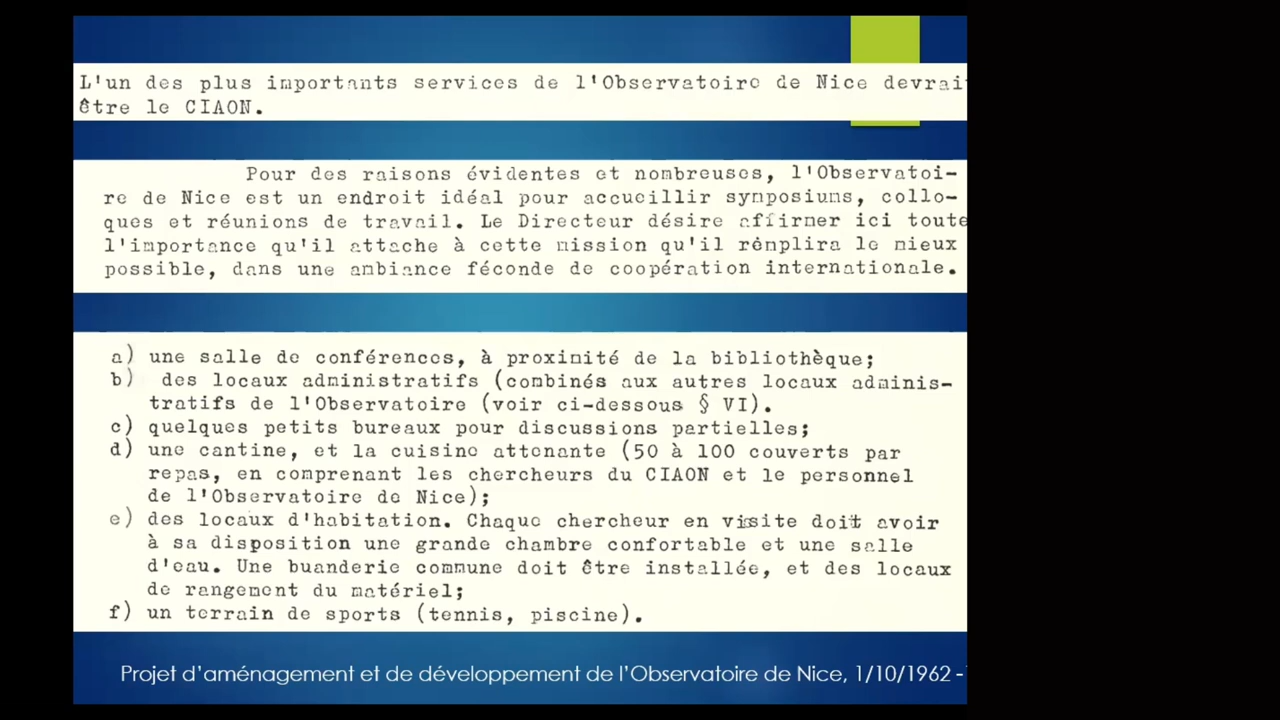 L'un des plus importants services de l'Observatoire de Nice devrai
être le CIAON.
Pour des raisons évidentes et nombreuses, l'Observatoi-
re de Nice est un endroit idéal pour accueillir symposiums, collo-
ques et réunions de travail. Le Directeur désire affirmer ici toute
l'importance qu'il attache à cette mission qu'il rémplira le mieux
possible, dans une ambiance féconde de coopération internationale.
a) une salle de conférences, à proximité de la bibliothèque;
b) des locaux administratifs (combinés aux autres locaux adminis-
tratifs de l'Observatoire (voir ci-dessous § VI).
c) quelques petits bureaux pour discussions partielles;
d) une cantine, et la cuisine attenante (50 à 100 couverts par
repas, en comprenant les chercheurs du CIAON et le personnel
de l'Observatoire de Nice);
e) des locaux d'habitation. Chaque chercheur en visite doit avoir
à sa disposition une grande chambre confortable et une salle
d'eau. Une buanderie commune doit être installée, et des locaux
de rangement du matériel;
f) un terrain de sports (tennis, piscine).
Projet d'aménagement et de développement de l'Observatoire de Nice, 1/10/1962 -